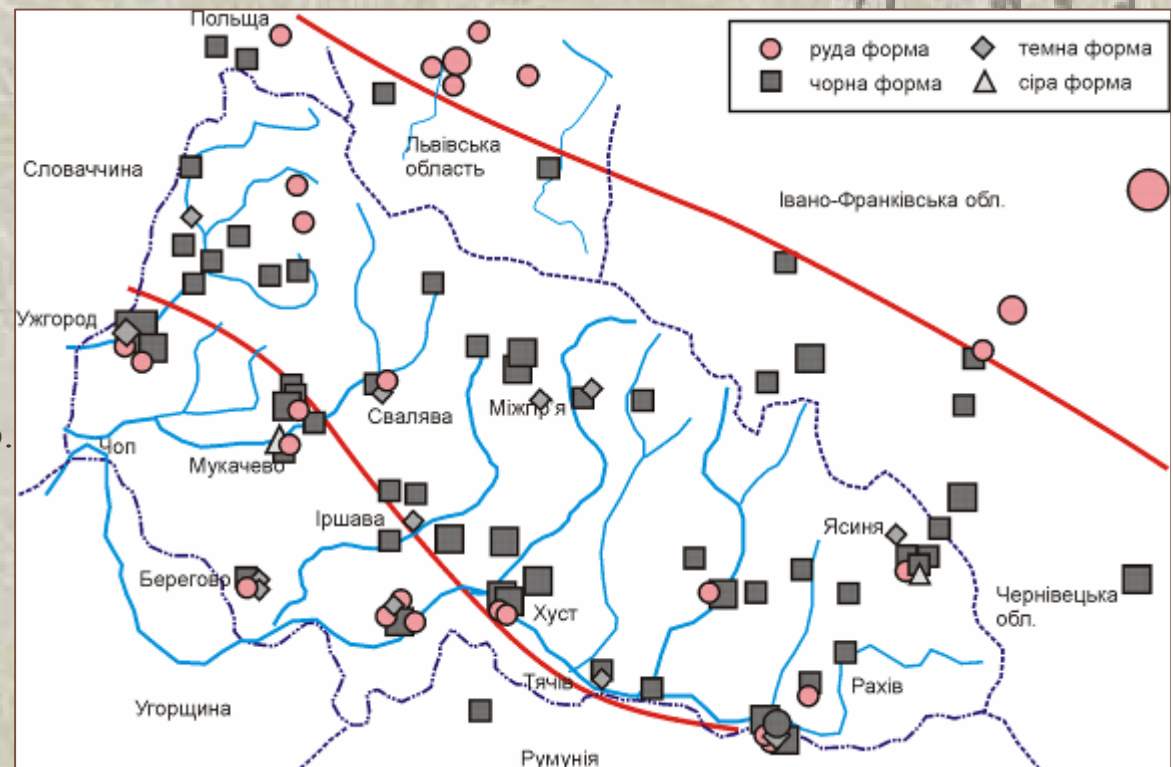 Польща
руда форма
темна форма
чорна форма
сіра форма
Словаччина
Львівська
область
Івано-Франківська обл.
Ужгород
Свалява
Міжгір'я
Чоп
Мукачево
Іршава
Ясиня
Берегово
Хуст
Чернівецька
обл.
Тячів
Рахів
Угорщина
Румунія